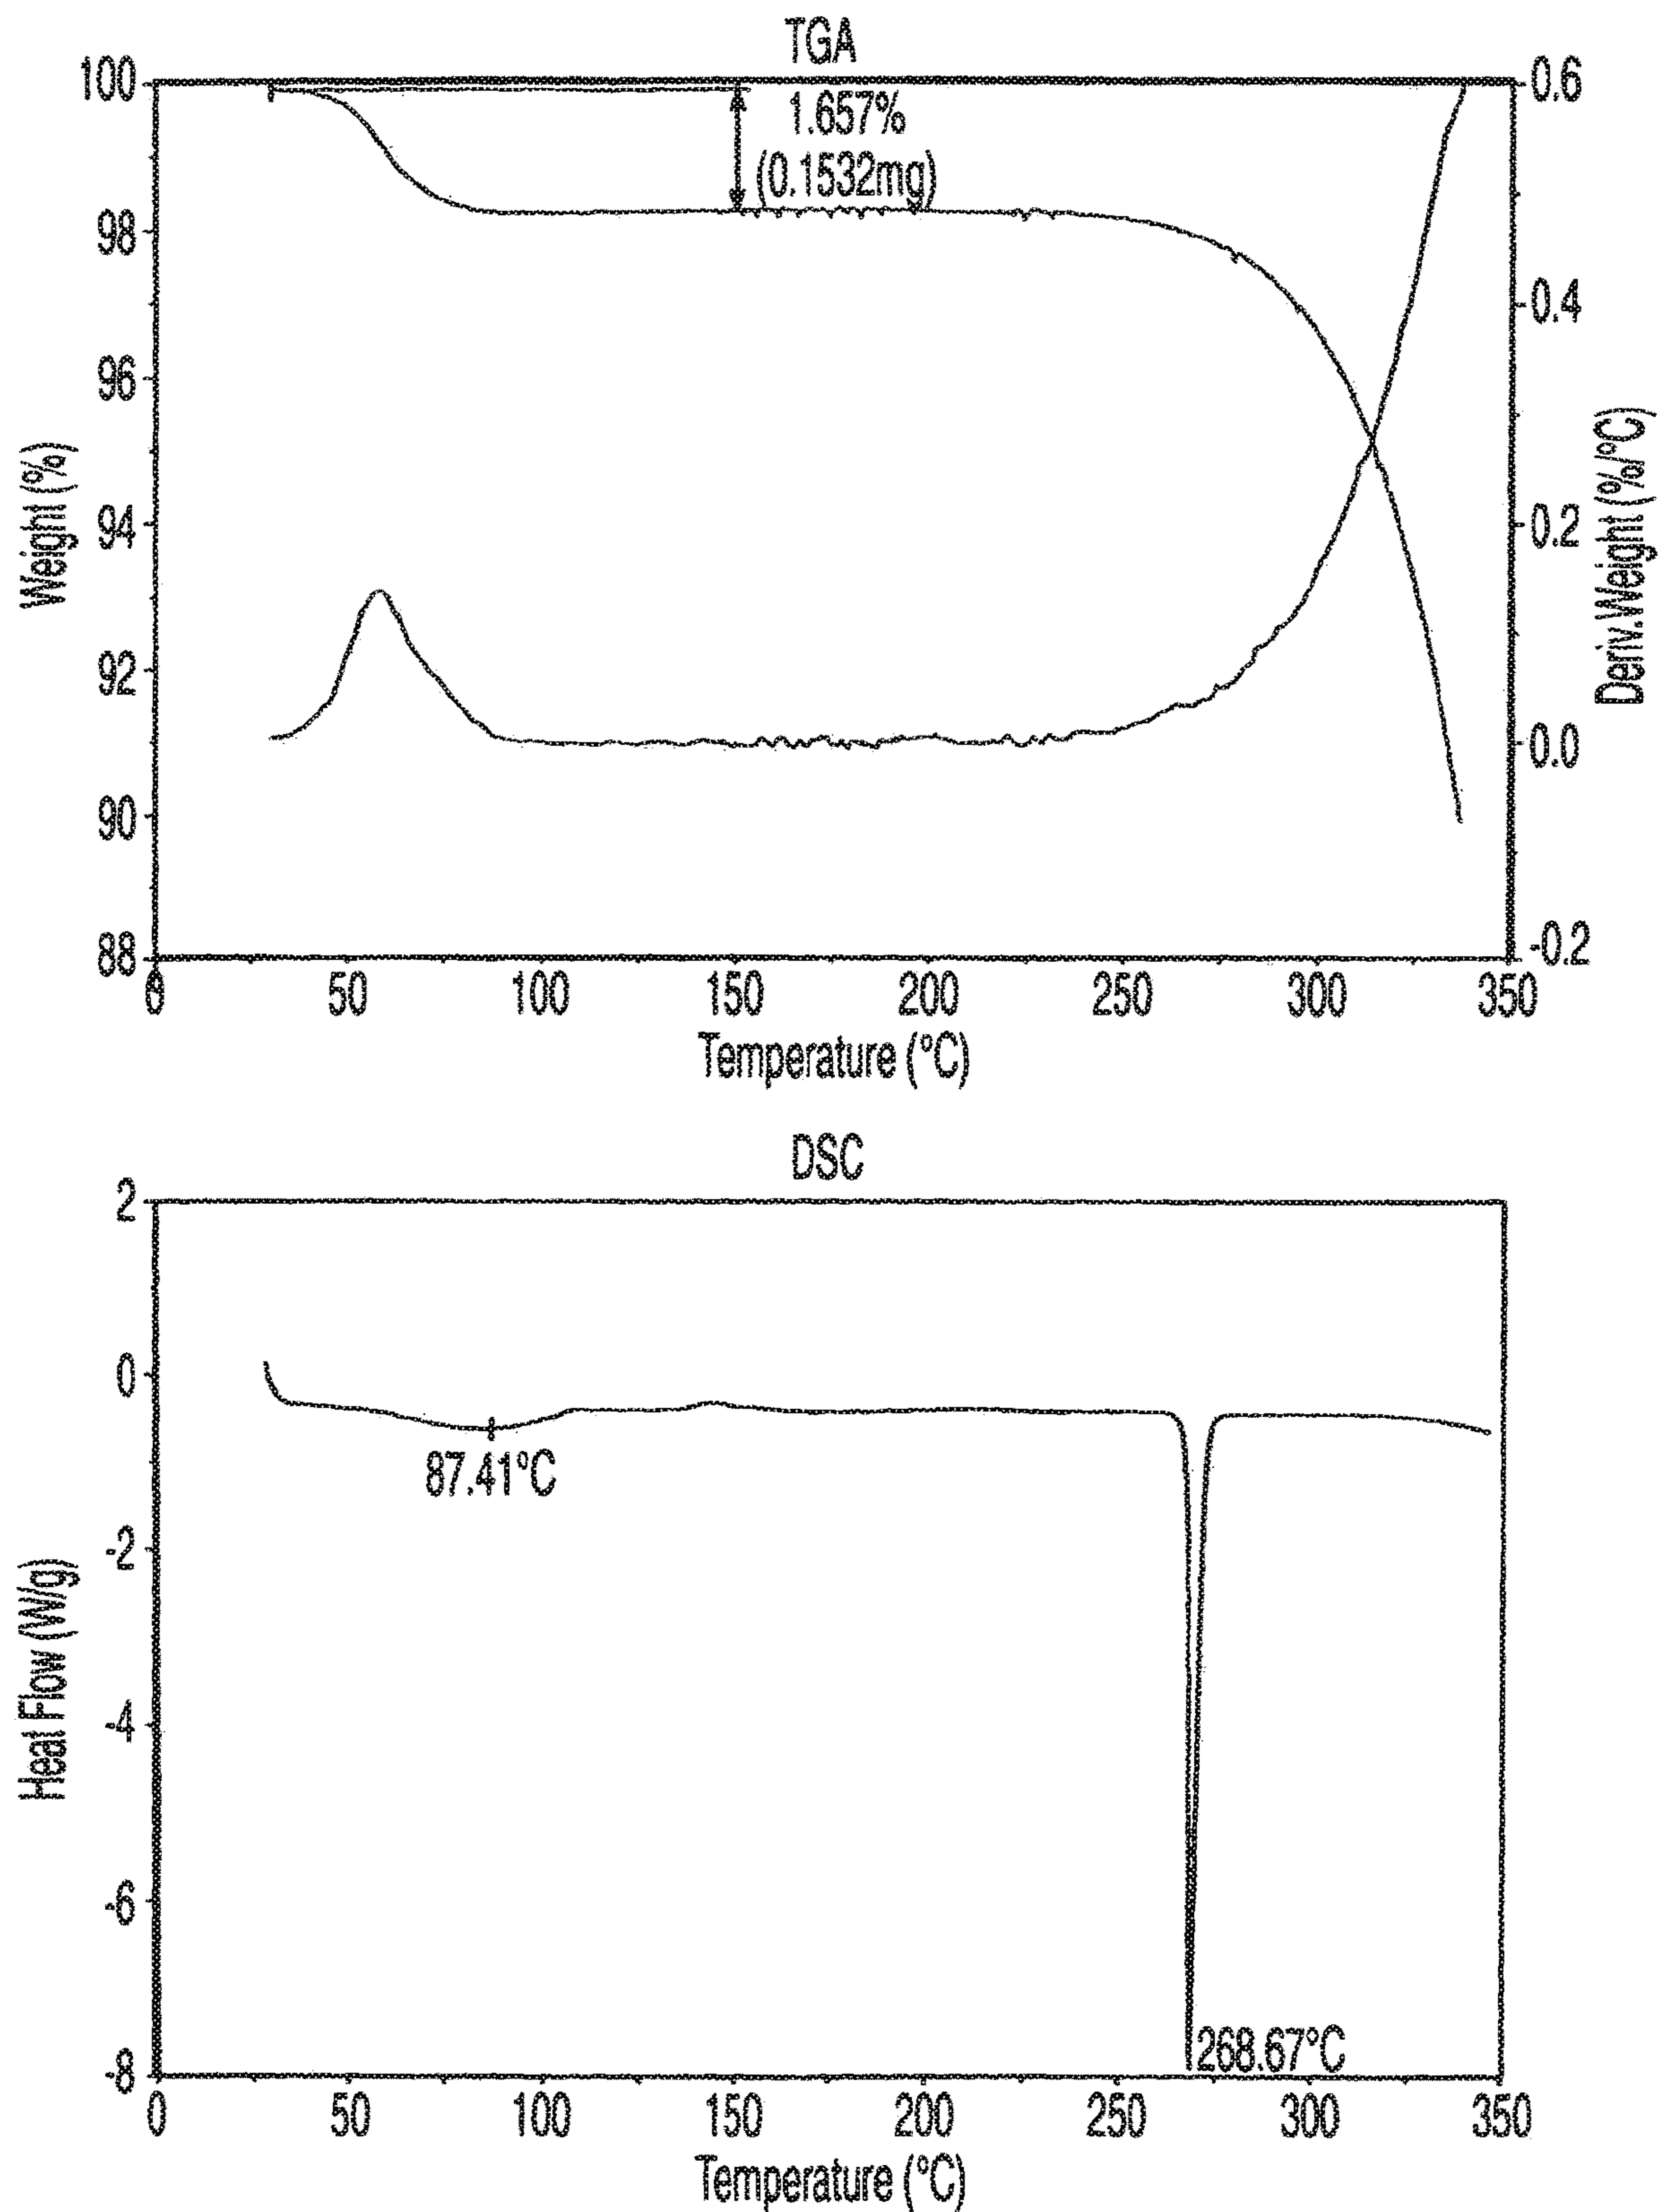 TGA
100
98
96
94
92
90
88
Weight (%)
1.657%
(0.1532mg)
0.6
0.4
0.2
0.0
-0.2
Deriv.Weight (%/°C)
0 50 100 150 200 250 300 350
Temperature (°C)
DSC
2
0
-2
-4
-6
-8
Heat Flow (W/g)
87.41°C
268.67°C
0 50 100 150 200 250 300 350
Temperature (°C)